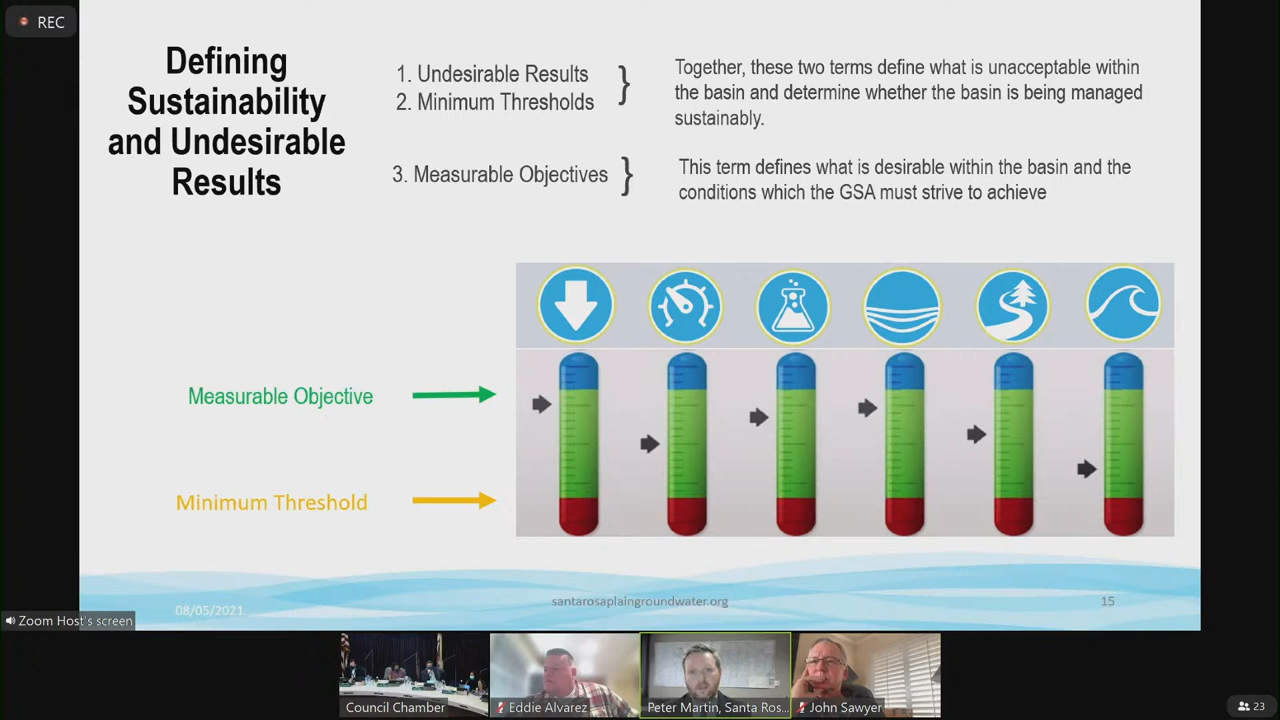 REC
Defining
Sustainability
and Undesirable
Results
1. Undesirable Results
2. Minimum Thresholds
Together, these two terms define what is unacceptable within
the basin and determine whether the basin is being managed
sustainably.
3. Measurable Objectives
This term defines what is desirable within the basin and the
conditions which the GSA must strive to achieve
Measurable Objective
Minimum Threshold
08/05/2021
santarosaplaingroundwater.org
15
Zoom Host's screen
Council Chamber
Eddie Alvarez
Peter Martin, Santa Ros...
John Sawyer
23